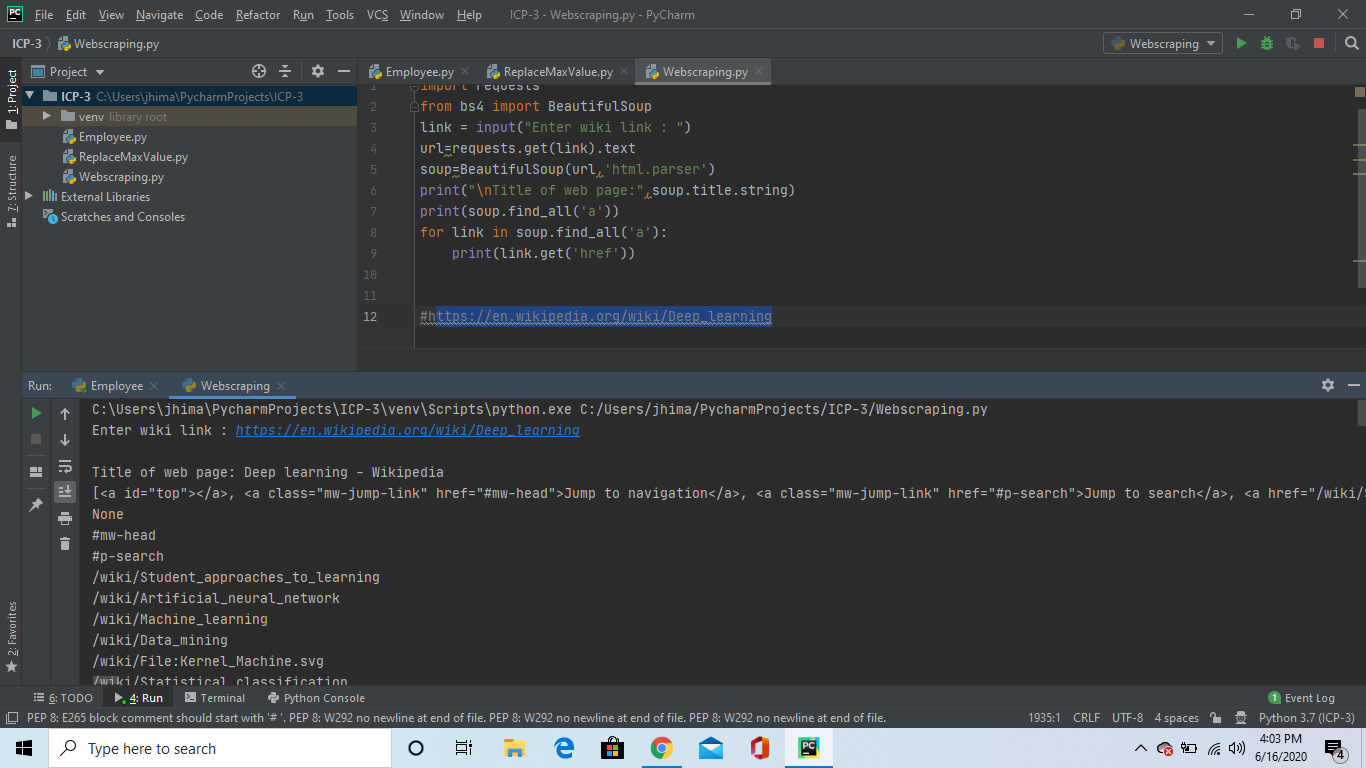 File Edit View Navigate Code Refactor Run Tools VCS Window Help ICP-3 - Webscraping.py - PyCharm
ICP-3 Webscraping.py Webscraping
1: Project
7: Structure
2: Favorites
Project
ICP-3 C:\Users\jhima\PycharmProjects\ICP-3
venv library root
Employee.py
ReplaceMaxValue.py
Webscraping.py
External Libraries
Scratches and Consoles
Employee.py ReplaceMaxValue.py Webscraping.py
1 import requests
2 from bs4 import BeautifulSoup
3 link = input("Enter wiki link : ")
4 url=requests.get(link).text
5 soup=BeautifulSoup(url,'html.parser')
6 print("\nTitle of web page:",soup.title.string)
7 print(soup.find_all('a'))
8 for link in soup.find_all('a'):
9     print(link.get('href'))
10
11
12 #https://en.wikipedia.org/wiki/Deep_learning
Run: Employee Webscraping
C:\Users\jhima\PycharmProjects\ICP-3\venv\Scripts\python.exe C:/Users/jhima/PycharmProjects/ICP-3/Webscraping.py
Enter wiki link : https://en.wikipedia.org/wiki/Deep_learning
Title of web page: Deep learning - Wikipedia
[<a id="top"></a>, <a class="mw-jump-link" href="#mw-head">Jump to navigation</a>, <a class="mw-jump-link" href="#p-search">Jump to search</a>, <a href="/wiki/
None
#mw-head
#p-search
/wiki/Student_approaches_to_learning
/wiki/Artificial_neural_network
/wiki/Machine_learning
/wiki/Data_mining
/wiki/File:Kernel_Machine.svg
/wiki/Statistical_classification
6: TODO 4: Run Terminal Python Console 1 Event Log
PEP 8: E265 block comment should start with '# '. PEP 8: W292 no newline at end of file. PEP 8: W292 no newline at end of file. PEP 8: W292 no newline at end of file. 1935:1 CRLF UTF-8 4 spaces Python 3.7 (ICP-3)
Type here to search
4:03 PM
6/16/2020
4